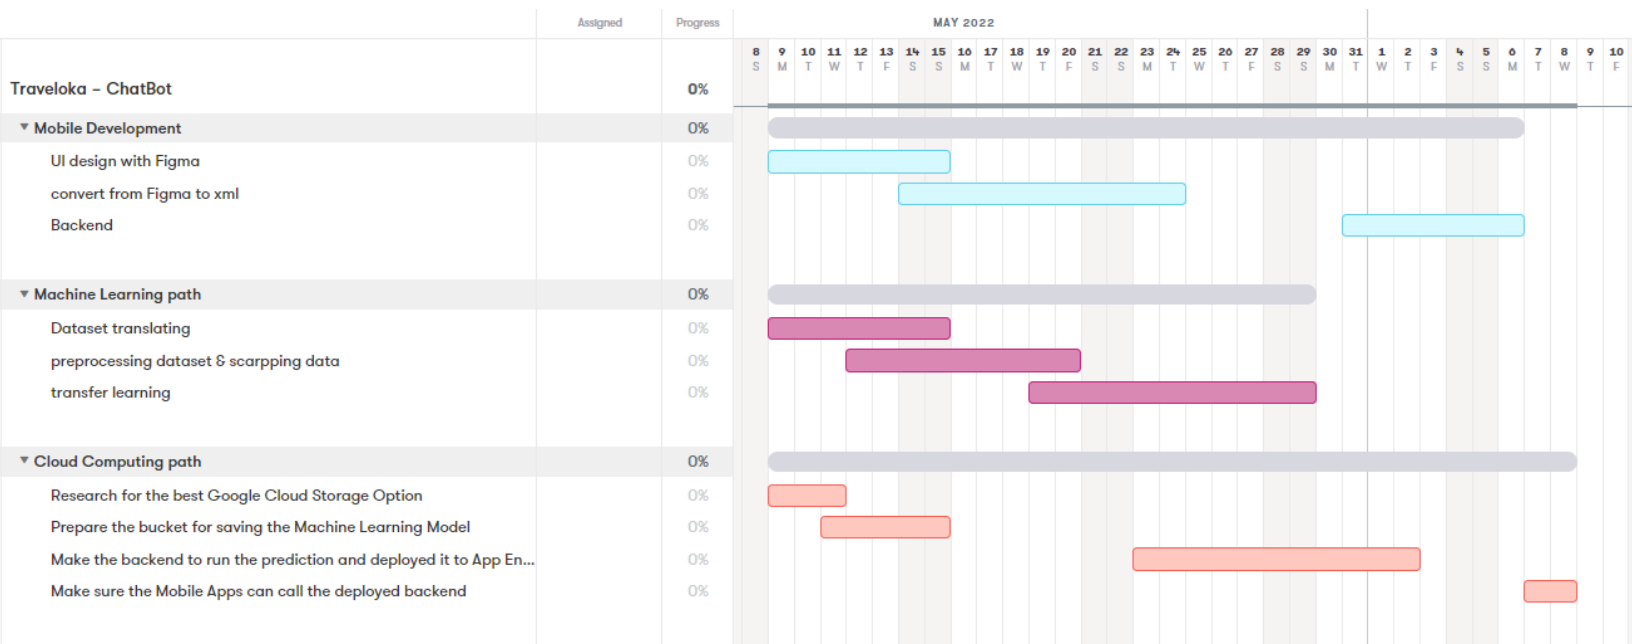 MAY 2022
Assigned Progress
8 9 10 11 12 13 14 15 16 17 18 19 20 21 22 23 24 25 26 27 28 29 30 31 1 2 3 4 5 6 7 8 9 10
S M T W T F S S M T W T F S S M T W T F S S M T W T F S S M T W T F
Traveloka – ChatBot 0%
Mobile Development 0%
UI design with Figma 0%
convert from Figma to xml 0%
Backend 0%
Machine Learning path 0%
Dataset translating 0%
preprocessing dataset & scarpping data 0%
transfer learning 0%
Cloud Computing path 0%
Research for the best Google Cloud Storage Option 0%
Prepare the bucket for saving the Machine Learning Model 0%
Make the backend to run the prediction and deployed it to App En... 0%
Make sure the Mobile Apps can call the deployed backend 0%